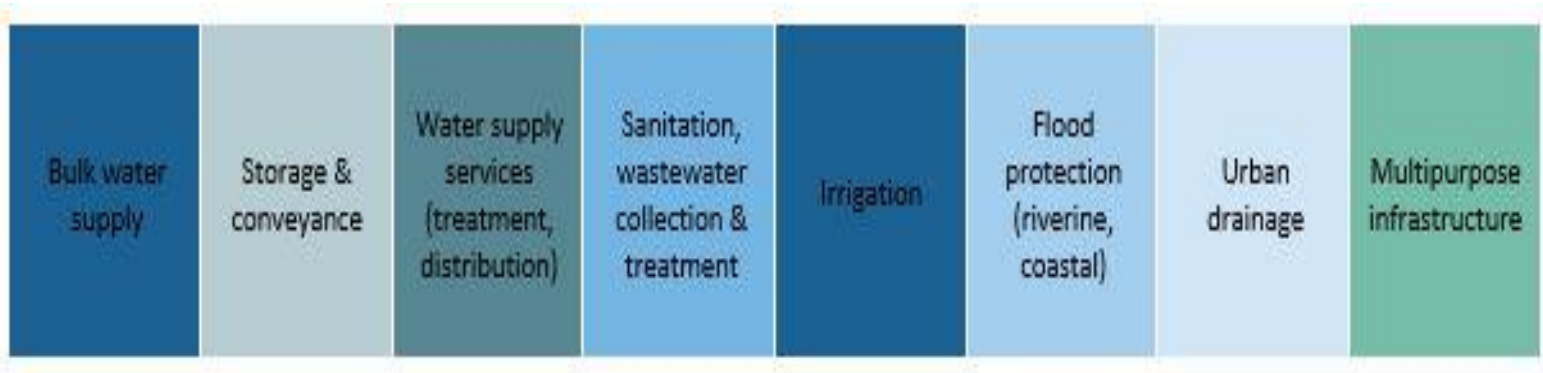 Bulk water
supply
Storage &
conveyance
Water supply
services
(treatment,
distribution)
Sanitation,
wastewater
collection &
treatment
Irrigation
Flood
protection
(riverine,
coastal)
Urban
drainage
Multipurpose
infrastructure